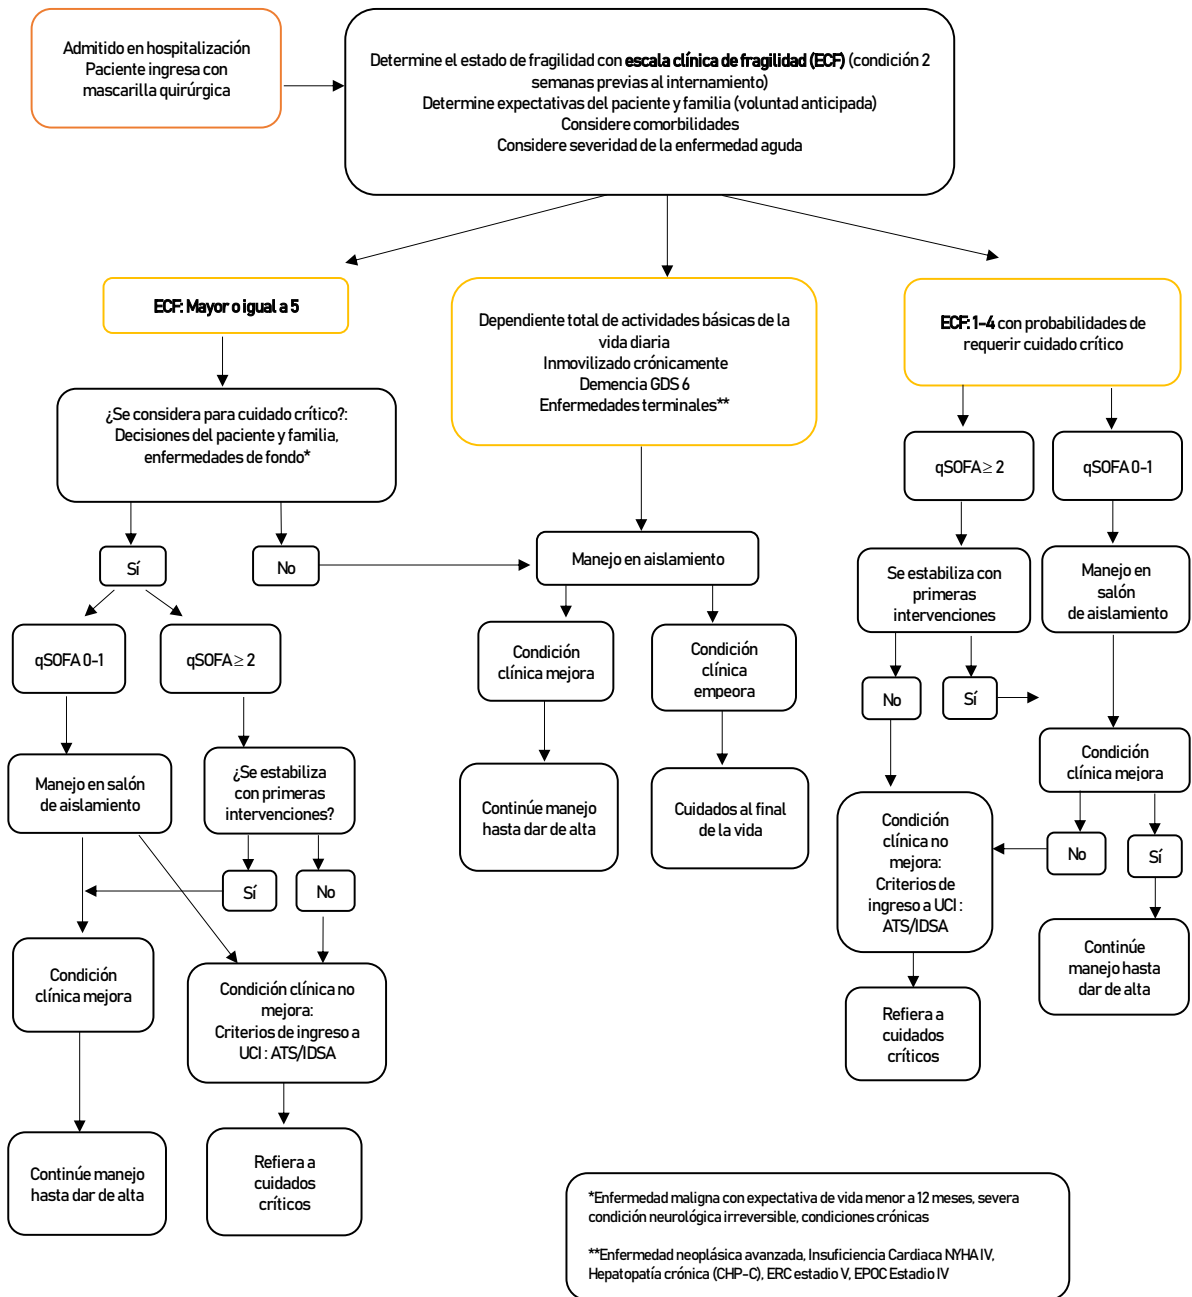 Admitido en hospitalización
Paciente ingresa con
mascarilla quirúrgica
Determine el estado de fragilidad con escala clínica de fragilidad (ECF) (condición 2
semanas previas al internamiento)
Determine expectativas del paciente y familia (voluntad anticipada)
Considere comorbilidades
Considere severidad de la enfermedad aguda
ECF: Mayor o igual a 5
Dependiente total de actividades básicas de la
vida diaria
Inmovilizado crónicamente
Demencia GDS 6
Enfermedades terminales**
ECF: 1-4 con probabilidades de
requerir cuidado crítico
¿Se considera para cuidado crítico?:
Decisiones del paciente y familia,
enfermedades de fondo*
qSOFA ≥ 2
qSOFA 0-1
Sí
No
Manejo en aislamiento
Se estabiliza con
primeras
intervenciones
Manejo en
salón
de aislamiento
qSOFA 0-1
qSOFA ≥ 2
Condición
clínica mejora
Condición
clínica
empeora
No
Sí
Manejo en salón
de aislamiento
¿Se estabiliza
con primeras
intervenciones?
Continúe manejo
hasta dar de alta
Cuidados al final
de la vida
Condición
clínica mejora
Condición
clínica no
mejora:
Criterios de
ingreso a UCI :
ATS/IDSA
No
Sí
Sí
No
Condición
clínica mejora
Condición clínica no
mejora:
Criterios de ingreso a
UCI : ATS/IDSA
Continúe
manejo hasta
dar de alta
Refiera a
cuidados
críticos
Continúe manejo
hasta dar de alta
Refiera a
cuidados
críticos
*Enfermedad maligna con expectativa de vida menor a 12 meses, severa
condición neurológica irreversible, condiciones crónicas
**Enfermedad neoplásica avanzada, Insuficiencia Cardiaca NYHA IV,
Hepatopatía crónica (CHP-C), ERC estadio V, EPOC Estadio IV